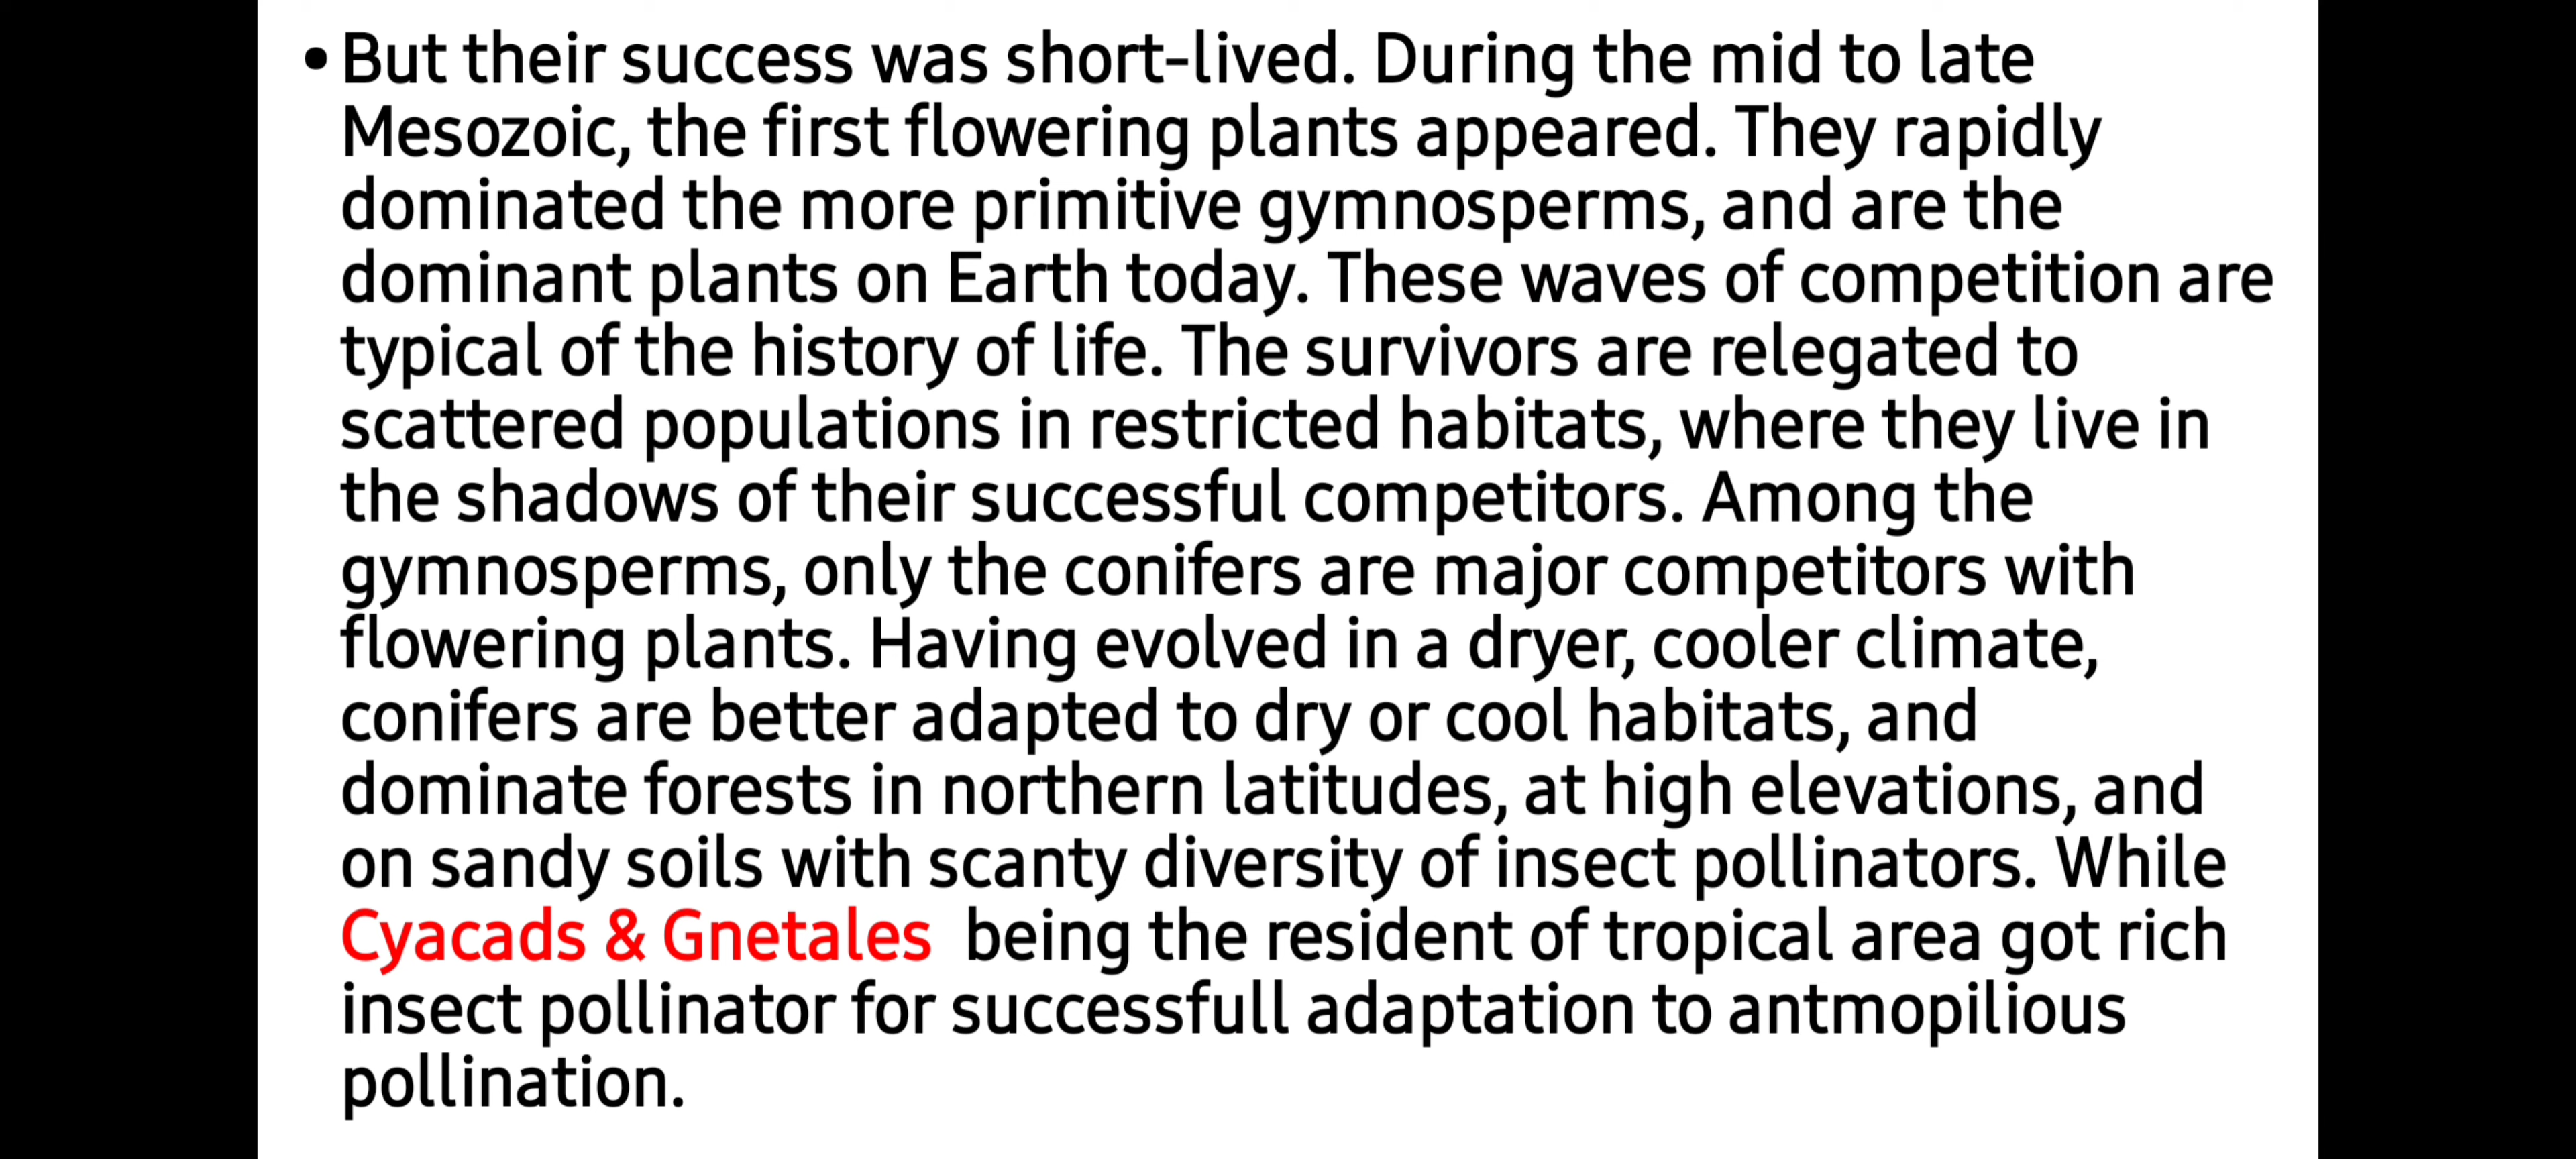 • But their success was short-lived. During the mid to late
Mesozoic, the first flowering plants appeared. They rapidly
dominated the more primitive gymnosperms, and are the
dominant plants on Earth today. These waves of competition are
typical of the history of life. The survivors are relegated to
scattered populations in restricted habitats, where they live in
the shadows of their successful competitors. Among the
gymnosperms, only the conifers are major competitors with
flowering plants. Having evolved in a dryer, cooler climate,
conifers are better adapted to dry or cool habitats, and
dominate forests in northern latitudes, at high elevations, and
on sandy soils with scanty diversity of insect pollinators. While
Cyacads & Gnetales being the resident of tropical area got rich
insect pollinator for successfull adaptation to antmopilious
pollination.